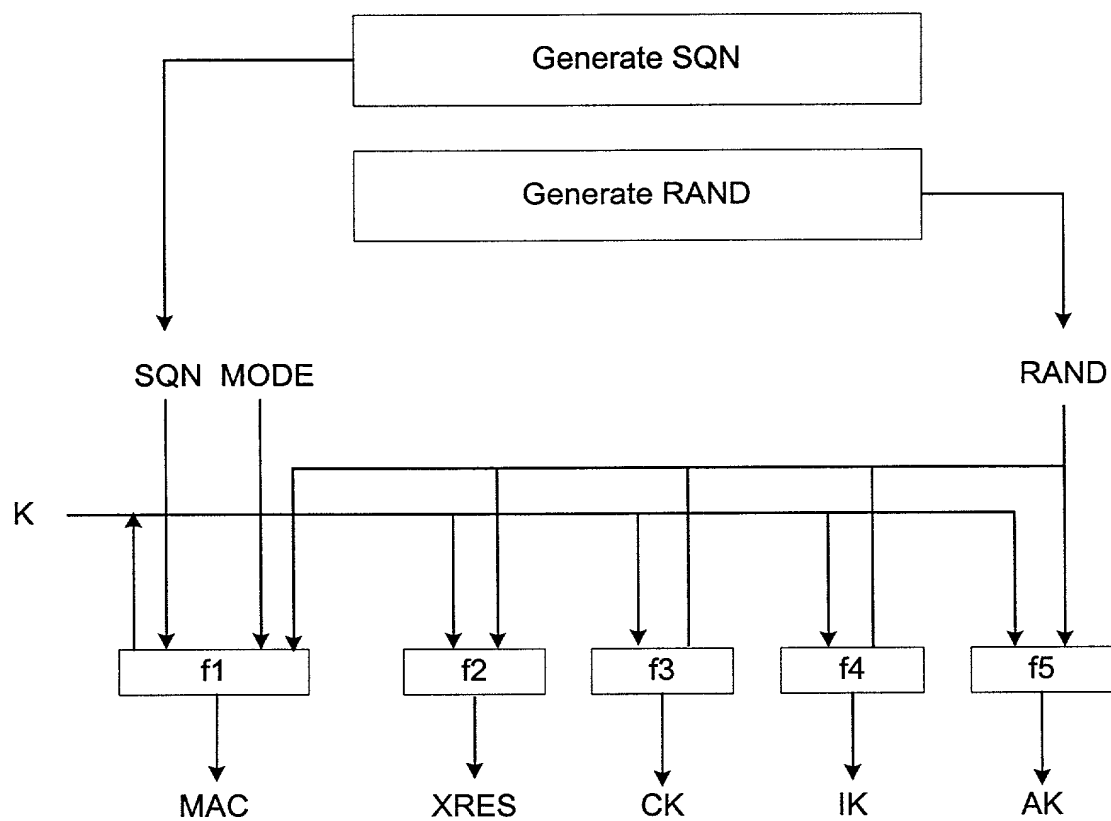 Generate SQN
Generate RAND
SQN MODE RAND
K
f1 f2 f3 f4 f5
MAC XRES CK IK AK